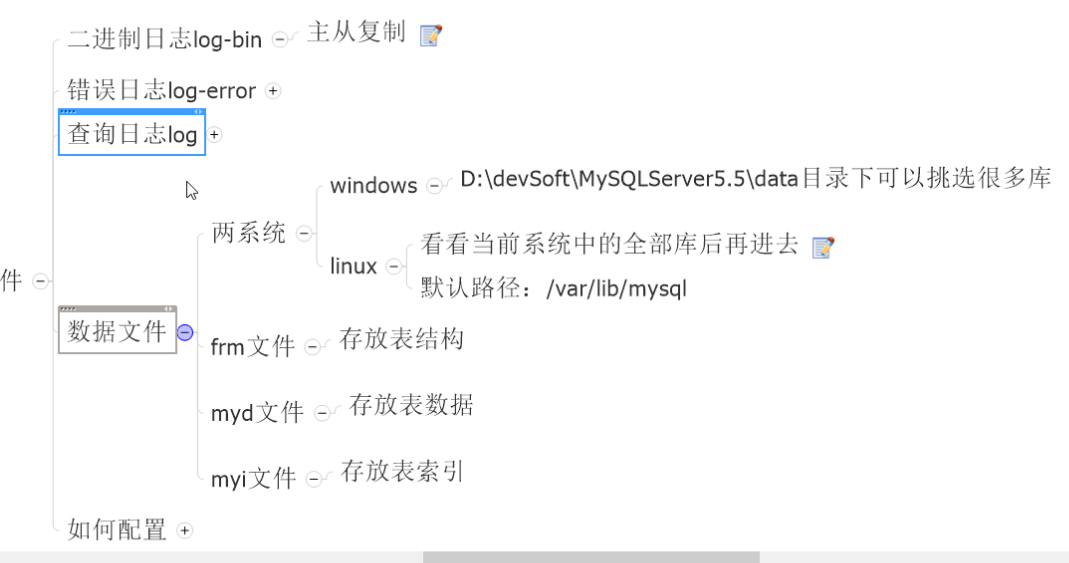 二进制日志log-bin
主从复制
错误日志log-error
查询日志log
件
数据文件
两系统
windows
D:\devSoft\MySQLServer5.5\data目录下可以挑选很多库
linux
看看当前系统中的全部库后再进去
默认路径：/var/lib/mysql
frm文件
存放表结构
myd文件
存放表数据
myi文件
存放表索引
如何配置